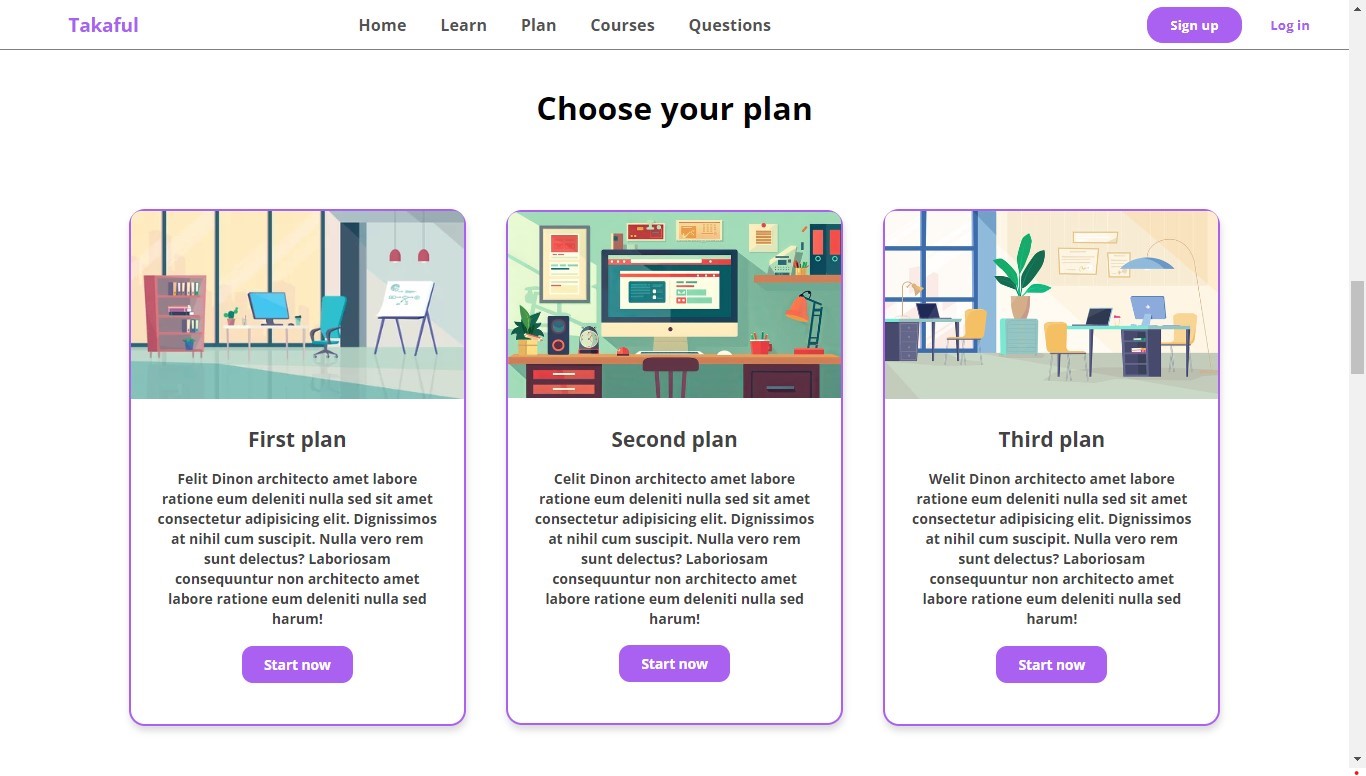 Takaful
Home
Learn
Plan
Courses
Questions
Sign up
Log in
Choose your plan
First plan
Felit Dinon architecto amet labore
ratione eum deleniti nulla sed sit amet
consectetur adipisicing elit. Dignissimos
at nihil cum suscipit. Nulla vero rem
sunt delectus? Laboriosam
consequuntur non architecto amet
labore ratione eum deleniti nulla sed
harum!
Start now
Second plan
Celit Dinon architecto amet labore
ratione eum deleniti nulla sed sit amet
consectetur adipisicing elit. Dignissimos
at nihil cum suscipit. Nulla vero rem
sunt delectus? Laboriosam
consequuntur non architecto amet
labore ratione eum deleniti nulla sed
harum!
Start now
Third plan
Welit Dinon architecto amet labore
ratione eum deleniti nulla sed sit amet
consectetur adipisicing elit. Dignissimos
at nihil cum suscipit. Nulla vero rem
sunt delectus? Laboriosam
consequuntur non architecto amet
labore ratione eum deleniti nulla sed
harum!
Start now